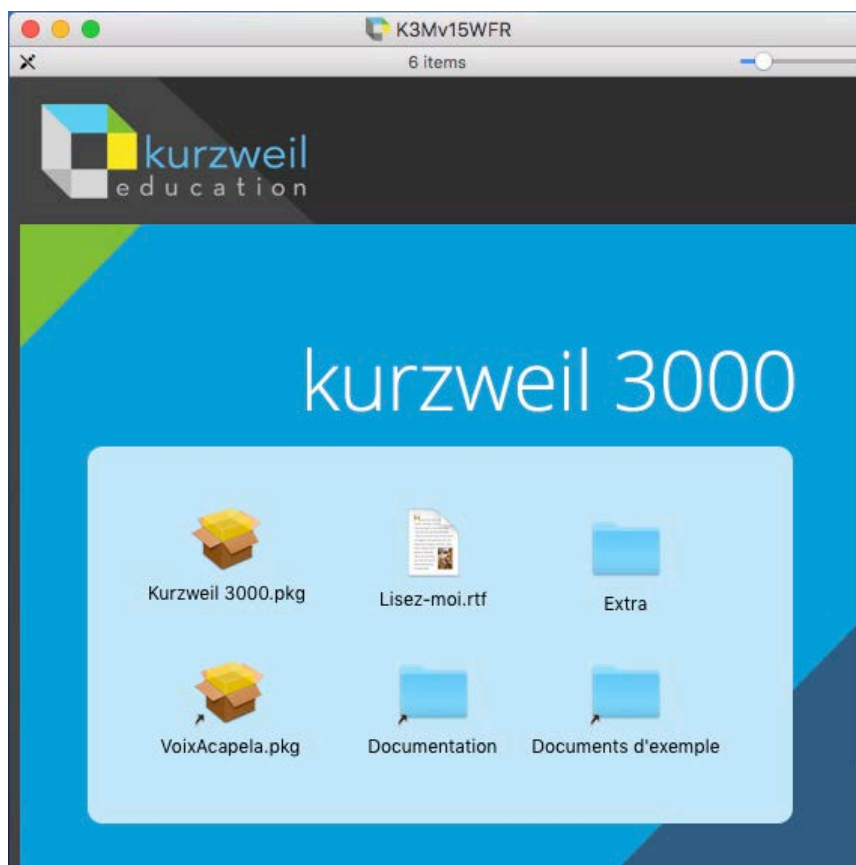 K3Mv15WFR
6 items
kurzweil
education
kurzweil 3000
Kurzweil 3000.pkg
Lisez-moi.rtf
Extra
VoixAcapela.pkg
Documentation
Documents d'exemple